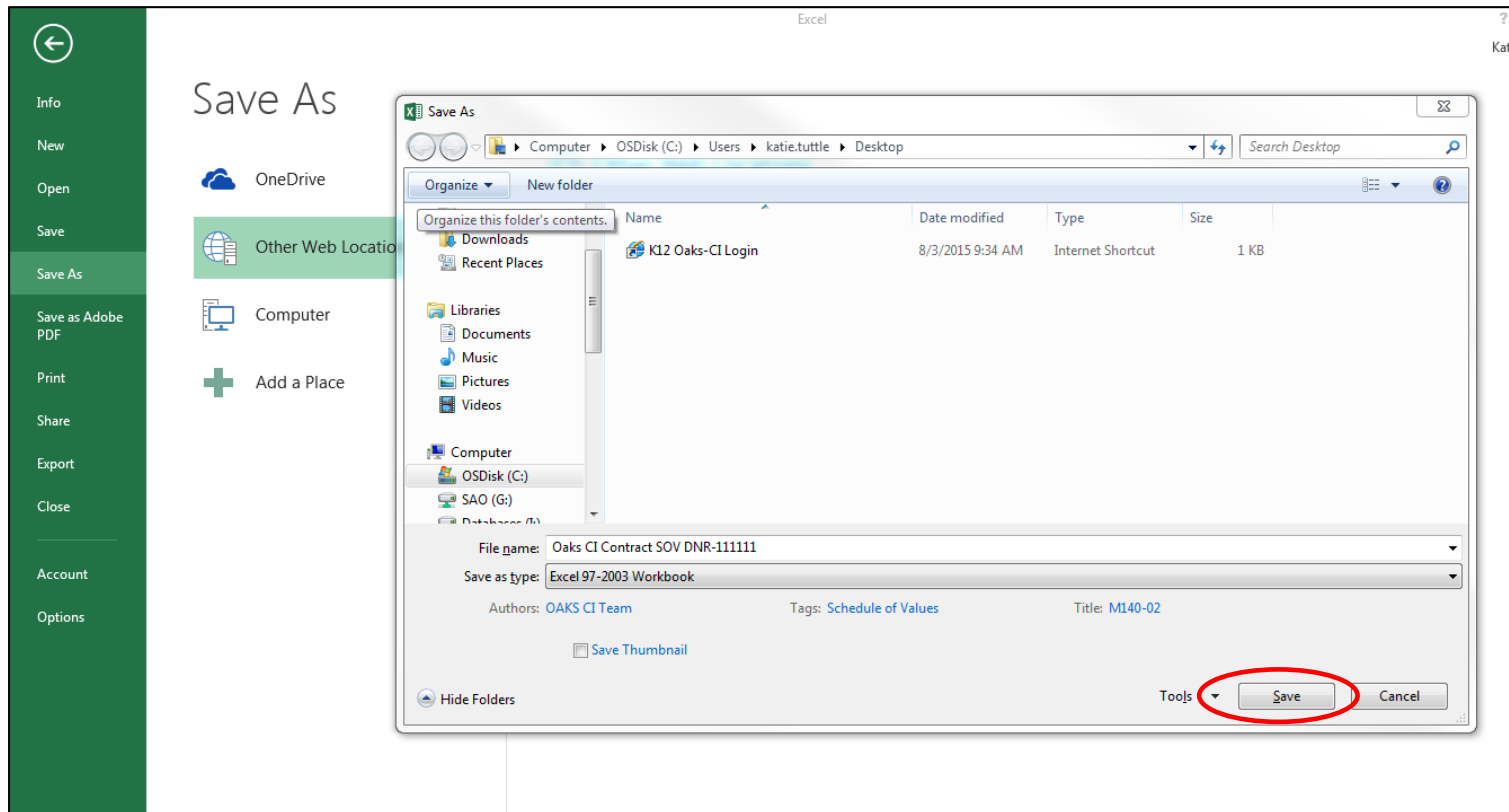 Excel
?
Kat
Info
New
Open
Save
Save As
Save as Adobe
PDF
Print
Share
Export
Close
Account
Options
Save As
OneDrive
Other Web Locatio
Computer
Add a Place
Save As
Computer OSDisk (C:) Users katie.tuttle Desktop
Search Desktop
Organize New folder
Organize this folder's contents.
Name Date modified Type Size
K12 Oaks-CI Login 8/3/2015 9:34 AM Internet Shortcut 1 KB
Downloads
Recent Places
Libraries
Documents
Music
Pictures
Videos
Computer
OSDisk (C:)
SAO (G:)
Databases (I:)
File name: Oaks CI Contract SOV DNR-111111
Save as type: Excel 97-2003 Workbook
Authors: OAKS CI Team Tags: Schedule of Values Title: M140-02
Save Thumbnail
Hide Folders
Tools Save Cancel